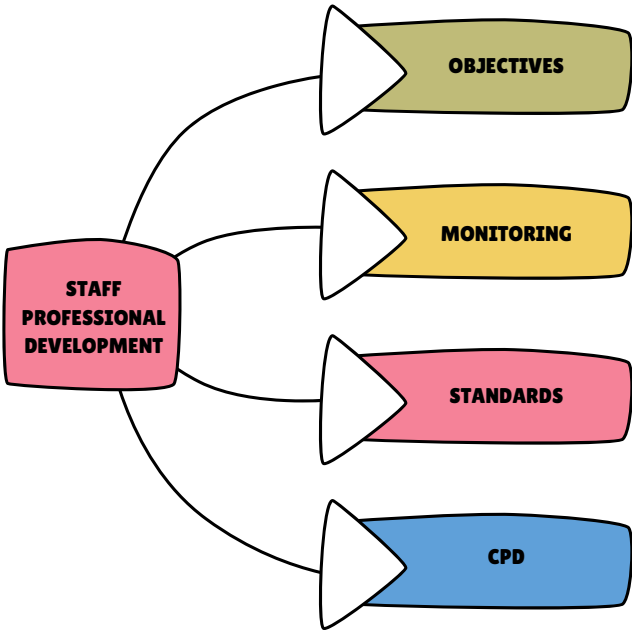 OBJECTIVES
MONITORING
STAFF
PROFESSIONAL
DEVELOPMENT
STANDARDS
CPD